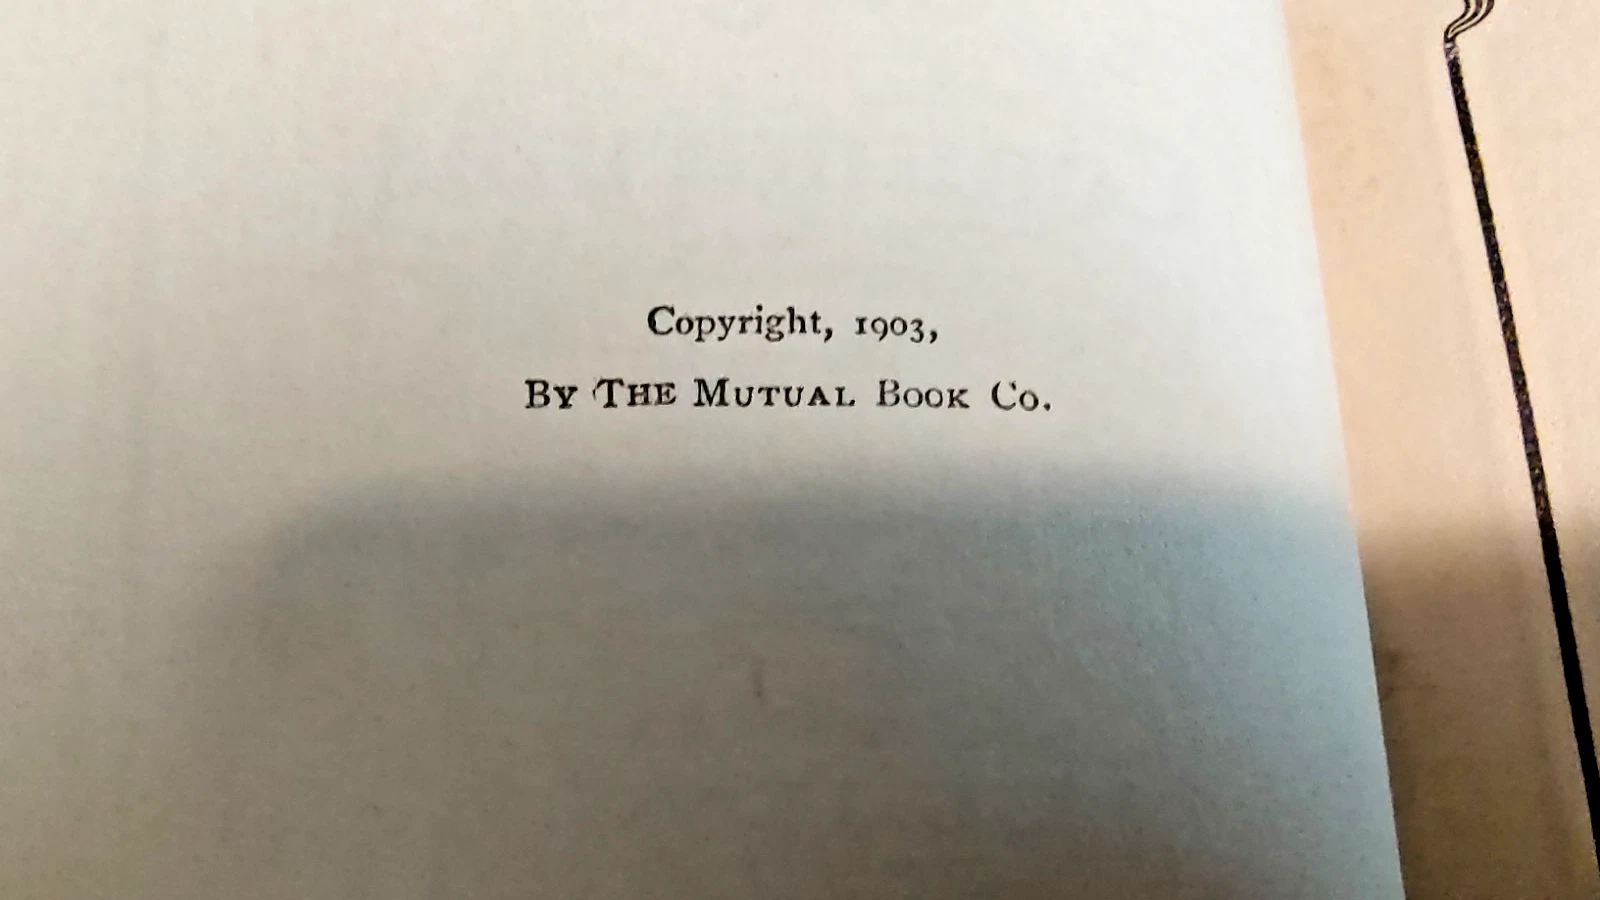 Copyright, 1903,
By The Mutual Book Co.